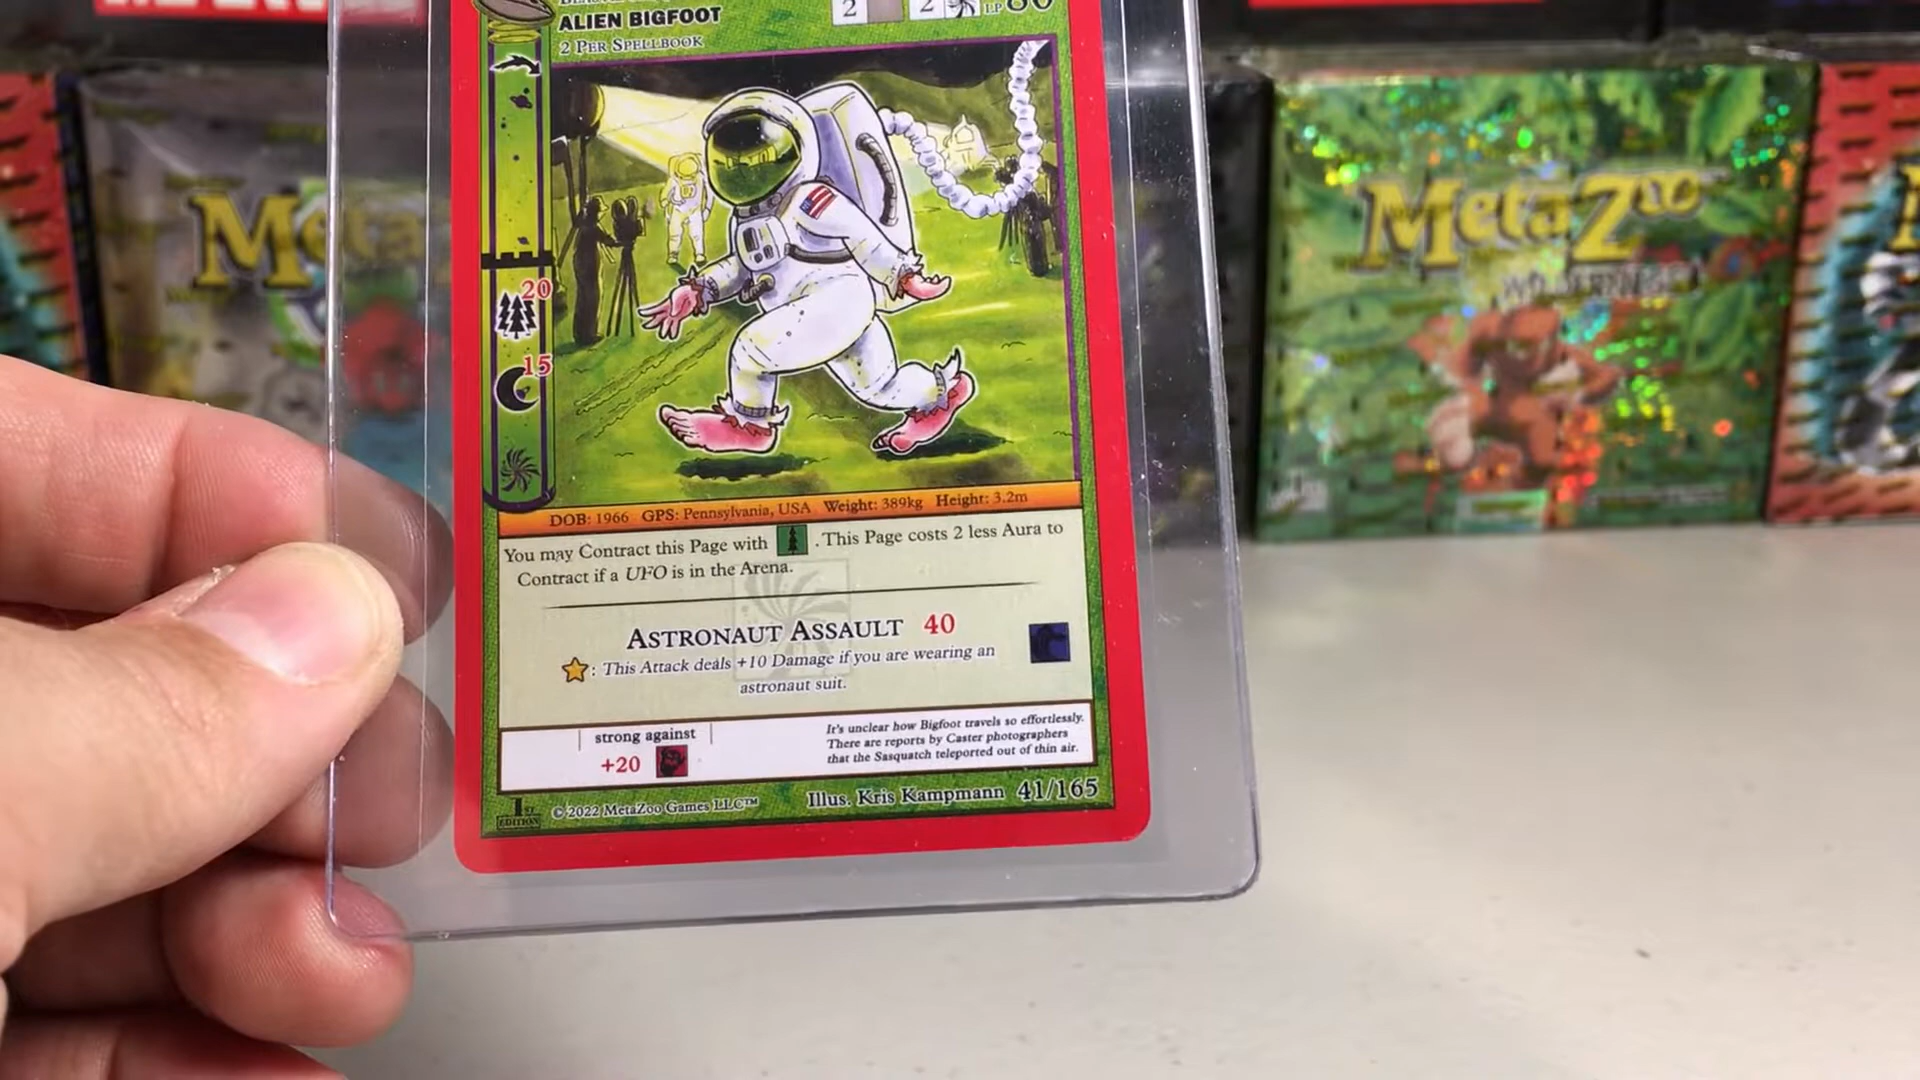 ALIEN BIGFOOT
2 PER SPELLBOOK
2
2
LP 80
20
15
DOB: 1966 GPS: Pennsylvania, USA Weight: 389kg Height: 3.2m
You may Contract this Page with . This Page costs 2 less Aura to
Contract if a UFO is in the Arena.
ASTRONAUT ASSAULT 40
: This Attack deals +10 Damage if you are wearing an
astronaut suit.
strong against
+20
It's unclear how Bigfoot travels so effortlessly.
There are reports by Caster photographers
that the Sasquatch teleported out of thin air.
1ST EDITION
© 2022 MetaZoo Games LLC™
Illus. Kris Kampmann 41/165
Meta
MetaZoo
WILDERNESS